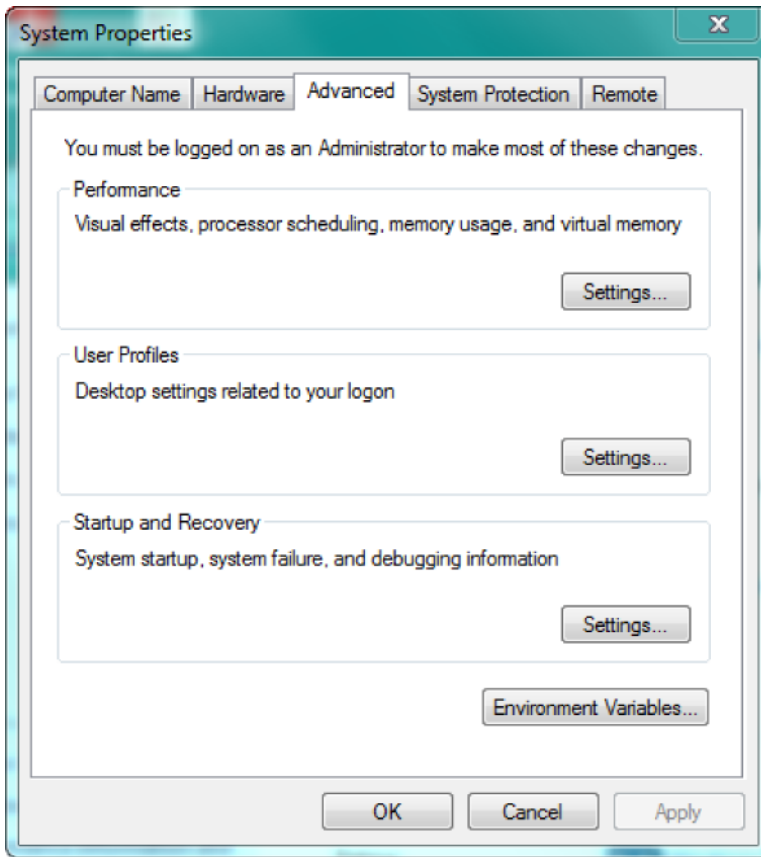 System Properties
Computer Name Hardware Advanced System Protection Remote
You must be logged on as an Administrator to make most of these changes.
Performance
Visual effects, processor scheduling, memory usage, and virtual memory
Settings...
User Profiles
Desktop settings related to your logon
Settings...
Startup and Recovery
System startup, system failure, and debugging information
Settings...
Environment Variables...
OK Cancel Apply